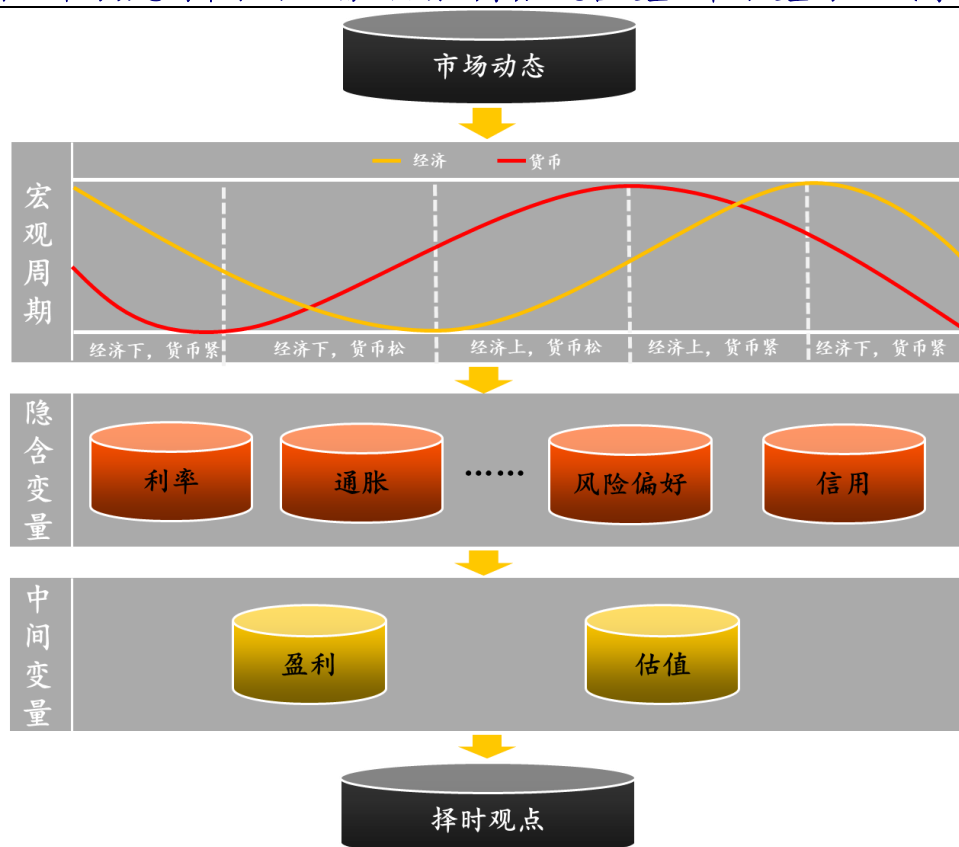 市场动态
经济 货币
宏观周期
经济下，货币紧 经济下，货币松 经济上，货币松 经济上，货币紧 经济下，货币紧
隐含变量
利率 通胀 …… 风险偏好 信用
中间变量
盈利 估值
择时观点